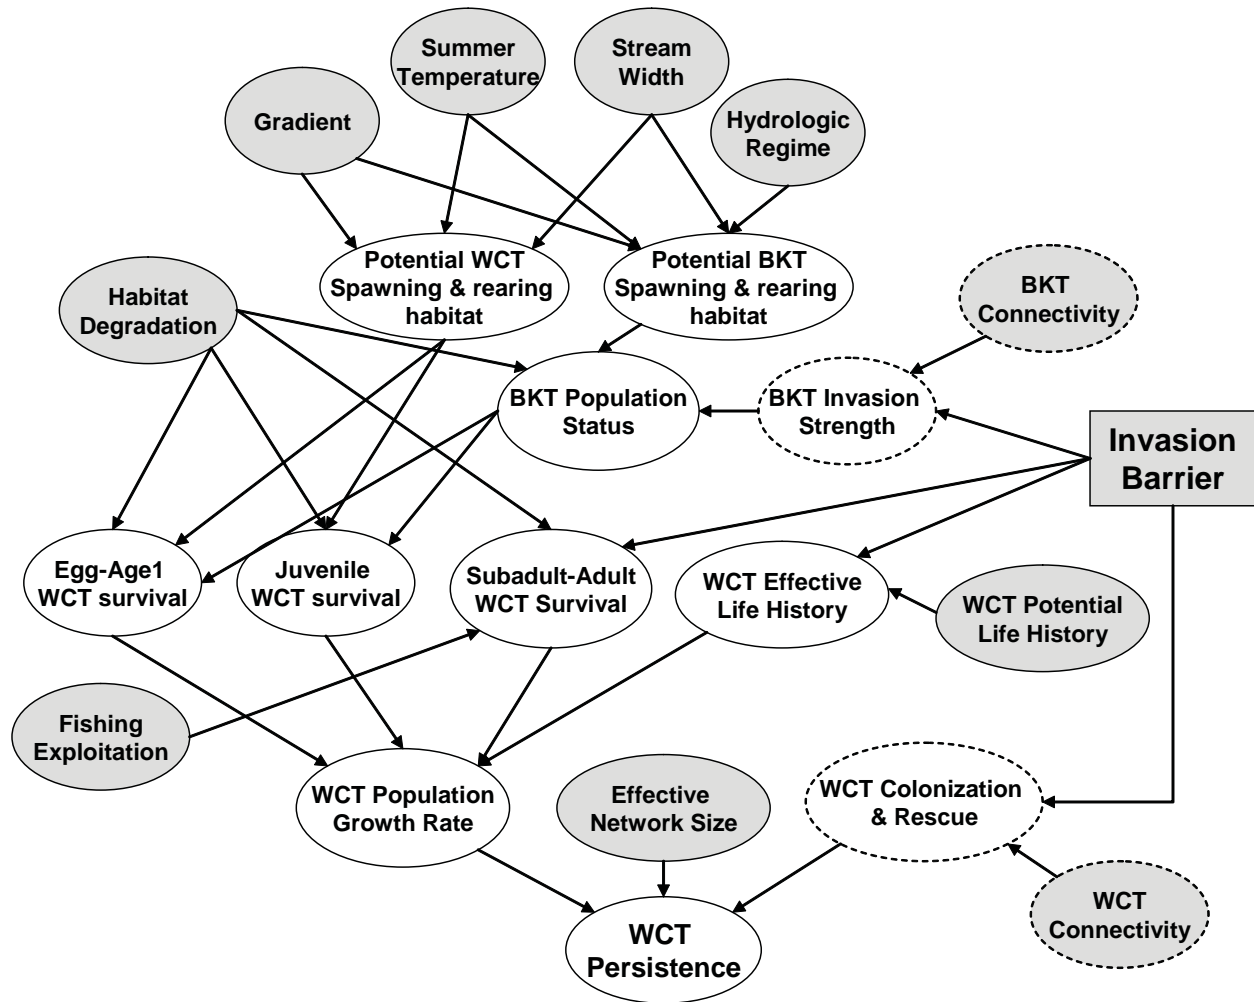 Summer
Temperature
Stream
Width
Gradient
Hydrologic
Regime
Potential WCT
Spawning & rearing
habitat
Potential BKT
Spawning & rearing
habitat
BKT
Connectivity
Habitat
Degradation
BKT Population
Status
BKT Invasion
Strength
Invasion
Barrier
Egg-Age1
WCT survival
Juvenile
WCT survival
Subadult-Adult
WCT Survival
WCT Effective
Life History
WCT Potential
Life History
Fishing
Exploitation
WCT Population
Growth Rate
Effective
Network Size
WCT Colonization
& Rescue
WCT
Connectivity
WCT
Persistence